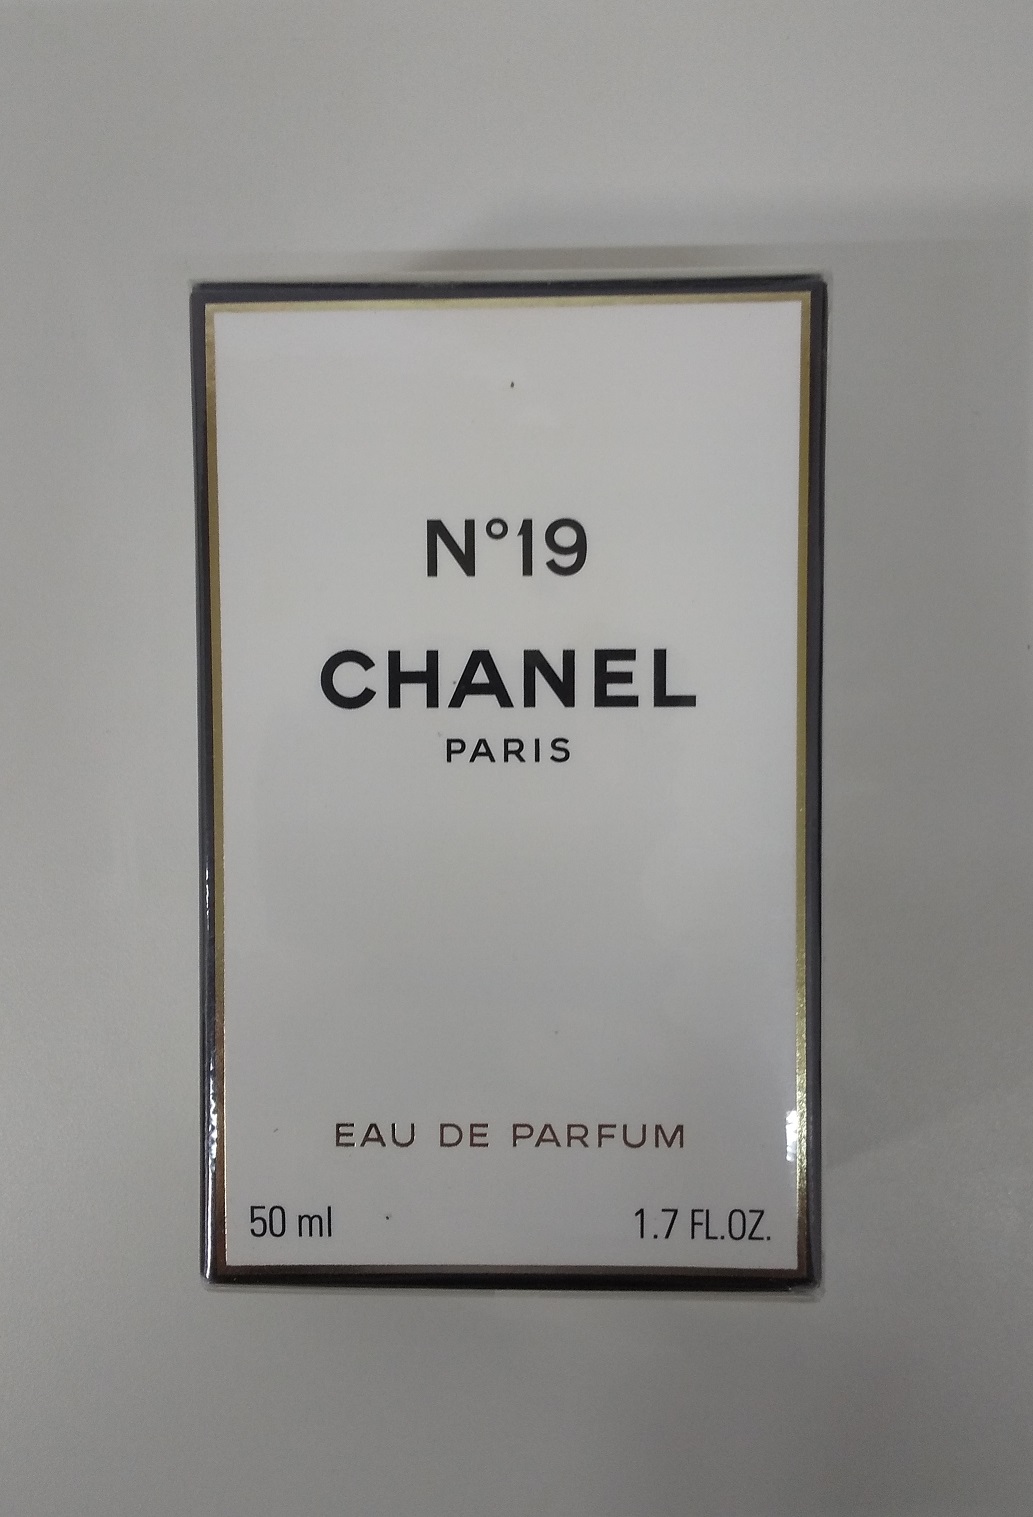 N°19
CHANEL
PARIS
EAU DE PARFUM
50 ml 1.7 FL.OZ.